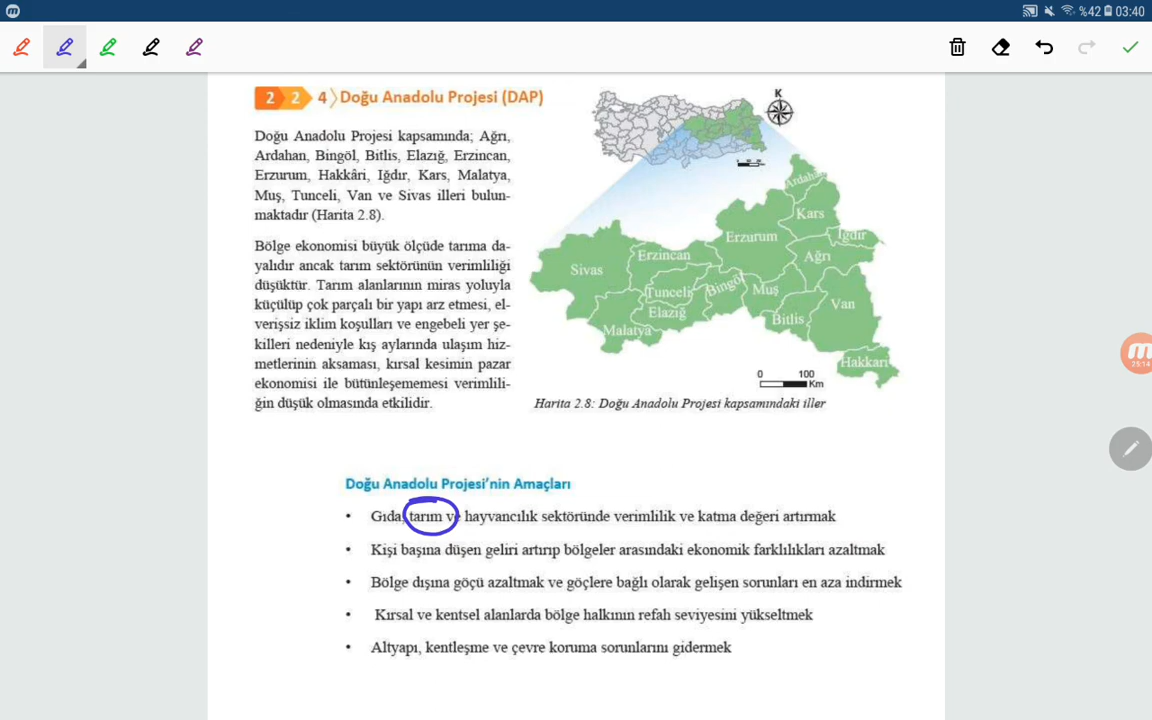 %42 03:40
2 2 4 Doğu Anadolu Projesi (DAP)
Doğu Anadolu Projesi kapsamında; Ağrı,
Ardahan, Bingöl, Bitlis, Elazığ, Erzincan,
Erzurum, Hakkâri, Iğdır, Kars, Malatya,
Muş, Tunceli, Van ve Sivas illeri bulun-
maktadır (Harita 2.8).
Bölge ekonomisi büyük ölçüde tarıma da-
yalıdır ancak tarım sektörünün verimliliği
düşüktür. Tarım alanlarının miras yoluyla
küçülüp çok parçalı bir yapı arz etmesi, el-
verişsiz iklim koşulları ve engebeli yer şe-
killeri nedeniyle kış aylarında ulaşım hiz-
metlerinin aksaması, kırsal kesimin pazar
ekonomisi ile bütünleşememesi verimlili-
ğin düşük olmasında etkilidir.
K
Ardahan
Kars
Iğdır
Erzurum
Ağrı
Erzincan
Sivas
Tunceli
Bingöl
Muş
Van
Elazığ
Bitlis
Malatya
Hakkari
0 100
Km
Harita 2.8: Doğu Anadolu Projesi kapsamındaki iller
29:14
Doğu Anadolu Projesi’nin Amaçları
• Gıda, tarım ve hayvancılık sektöründe verimlilik ve katma değeri artırmak
• Kişi başına düşen geliri artırıp bölgeler arasındaki ekonomik farklılıkları azaltmak
• Bölge dışına göçü azaltmak ve göçlere bağlı olarak gelişen sorunları en aza indirmek
• Kırsal ve kentsel alanlarda bölge halkının refah seviyesini yükseltmek
• Altyapı, kentleşme ve çevre koruma sorunlarını gidermek